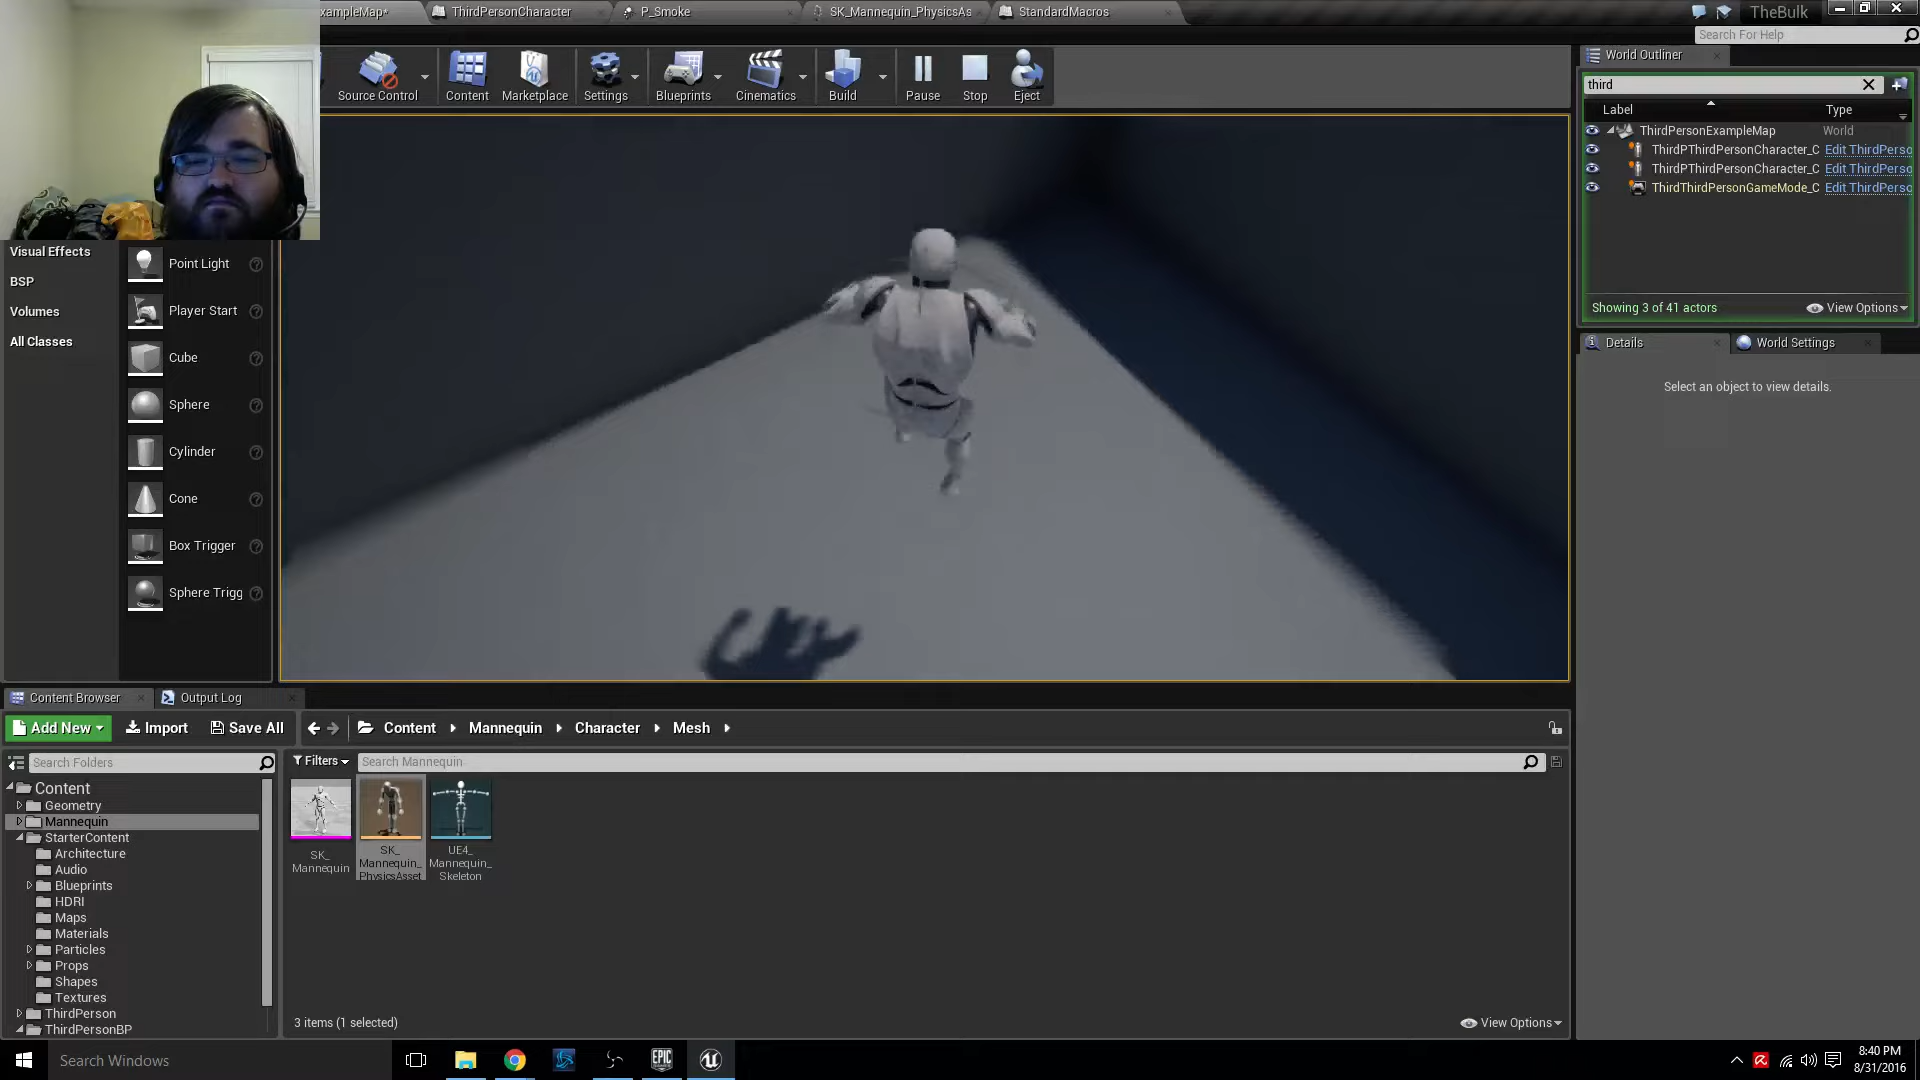 xampleMap*
ThirdPersonCharacter
P_Smoke
SK_Mannequin_PhysicsAs
StandardMacros
TheBulk
Search For Help
Source Control
Content
Marketplace
Settings
Blueprints
Cinematics
Build
Pause
Stop
Eject
World Outliner
third
Label
Type
ThirdPersonExampleMap
World
ThirdPThirdPersonCharacter_C
Edit ThirdPerso
ThirdPThirdPersonCharacter_C
Edit ThirdPerso
ThirdThirdPersonGameMode_C
Edit ThirdPerso
Showing 3 of 41 actors
View Options
Details
World Settings
Select an object to view details.
Visual Effects
BSP
Volumes
All Classes
Point Light
Player Start
Cube
Sphere
Cylinder
Cone
Box Trigger
Sphere Trigg
Content Browser
Output Log
Add New
Import
Save All
Content
Mannequin
Character
Mesh
Search Folders
Filters
Search Mannequin
Content
Geometry
Mannequin
StarterContent
Architecture
Audio
Blueprints
HDRI
Maps
Materials
Particles
Props
Shapes
Textures
ThirdPerson
ThirdPersonBP
SK_
Mannequin
SK_
Mannequin_
PhysicsAsset
UE4_
Mannequin_
Skeleton
3 items (1 selected)
View Options
Search Windows
EPIC
GAMES
8:40 PM
8/31/2016